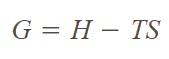 G = H − TS